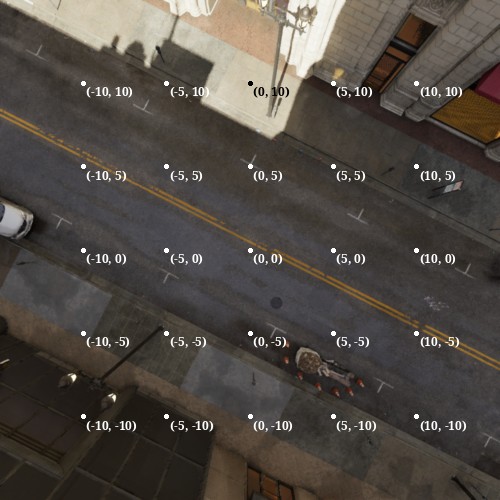 (-10, 10) (-5, 10) (0, 10) (5, 10) (10, 10)
(-10, 5) (-5, 5) (0, 5) (5, 5) (10, 5)
(-10, 0) (-5, 0) (0, 0) (5, 0) (10, 0)
(-10, -5) (-5, -5) (0, -5) (5, -5) (10, -5)
(-10, -10) (-5, -10) (0, -10) (5, -10) (10, -10)